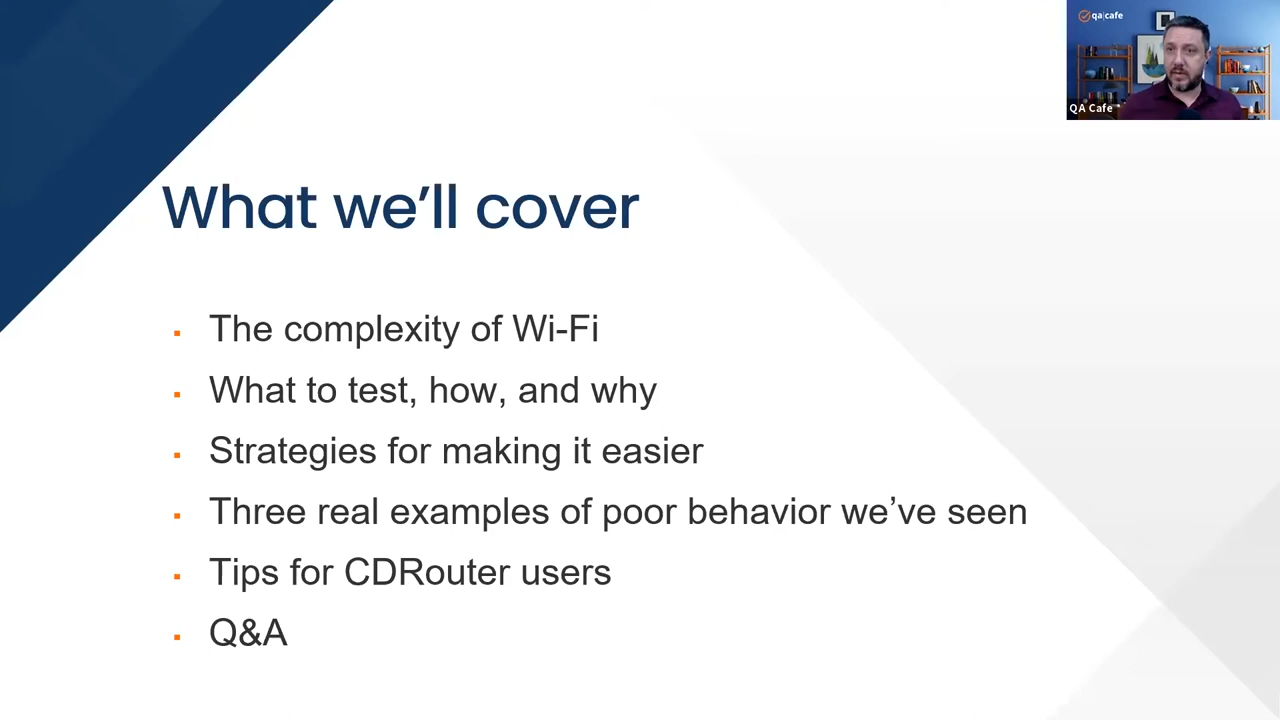 qa|cafe
QA Cafe
What we’ll cover
The complexity of Wi-Fi
What to test, how, and why
Strategies for making it easier
Three real examples of poor behavior we’ve seen
Tips for CDRouter users
Q&A